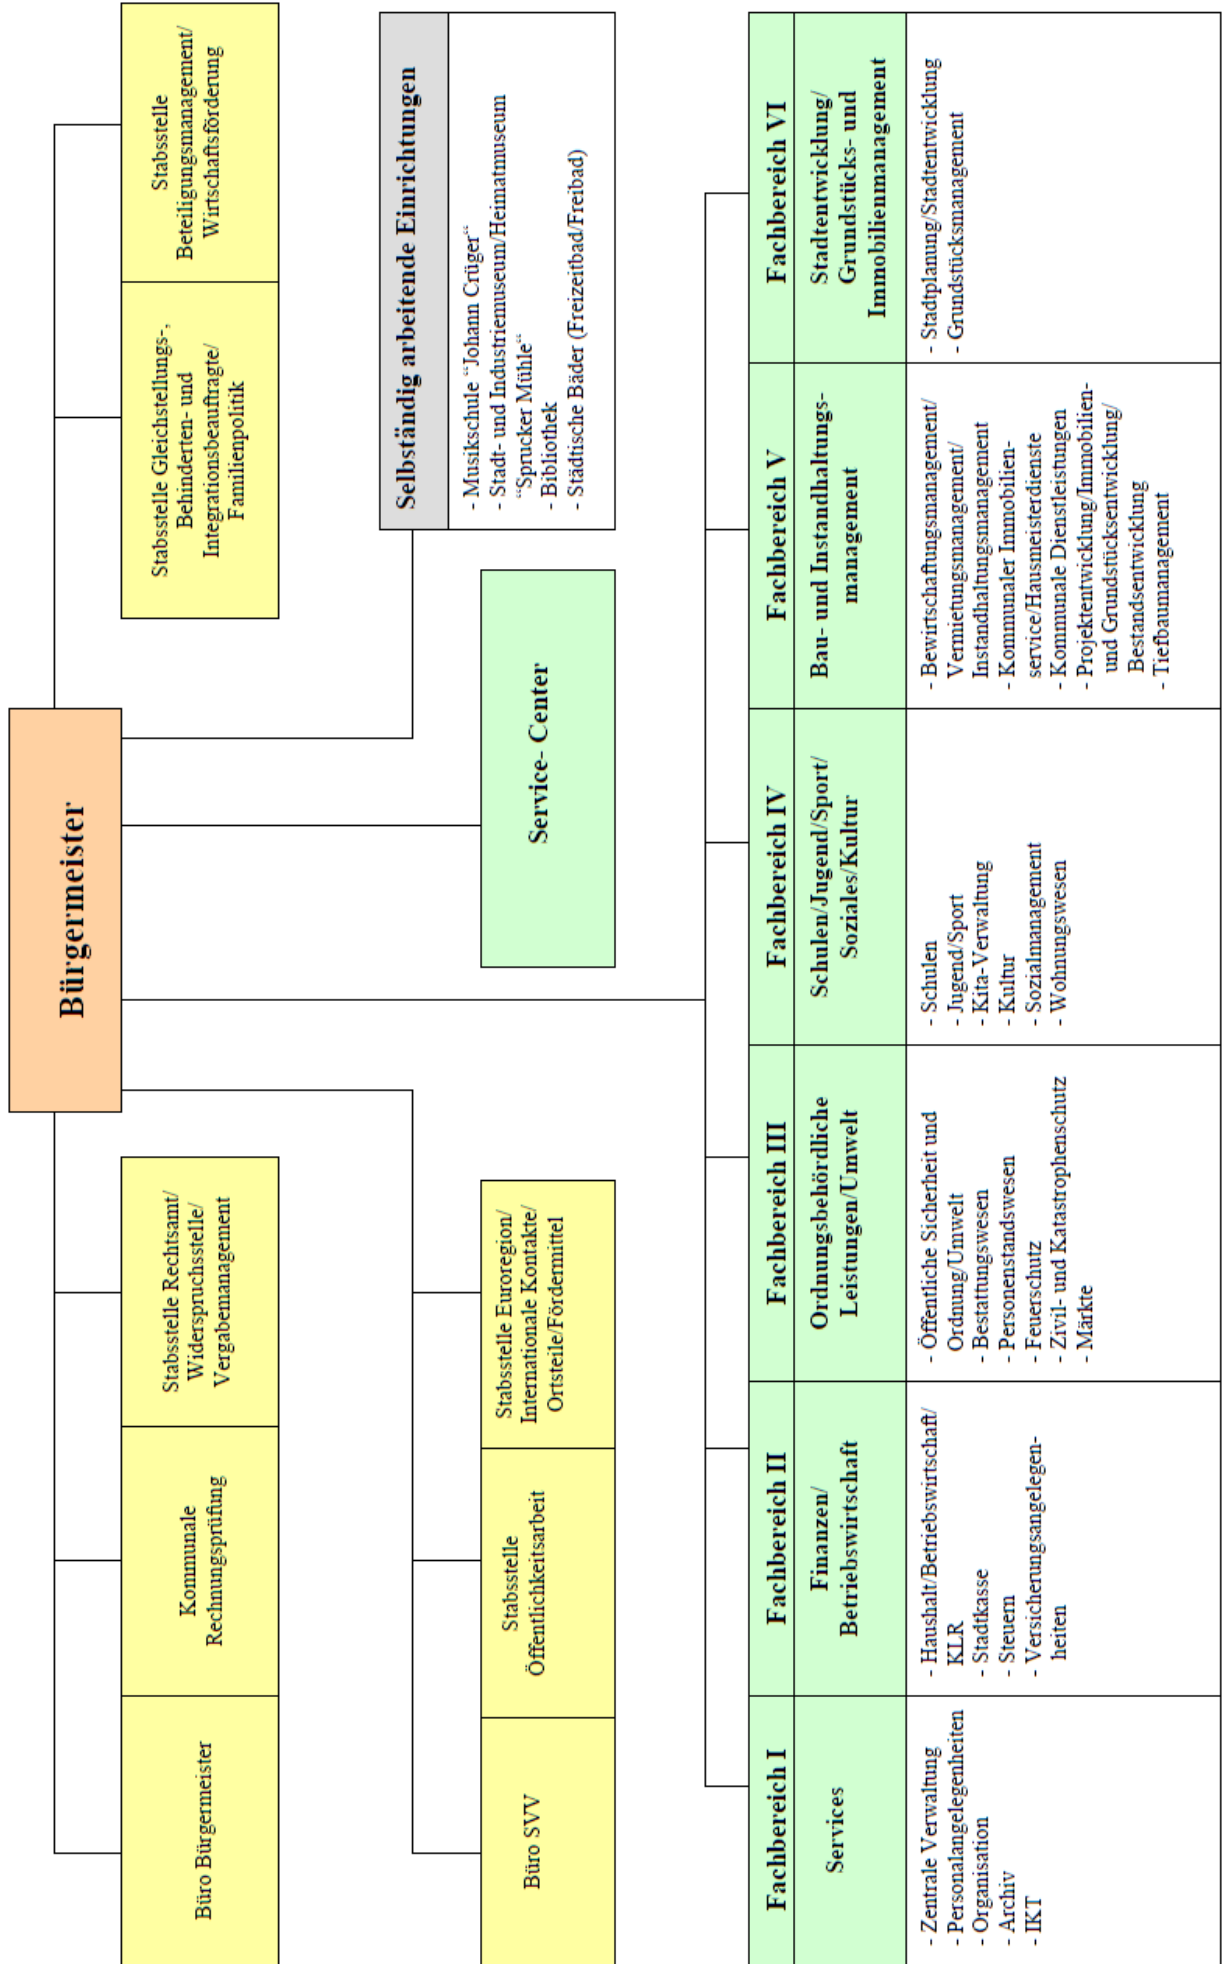 Bürgermeister
Büro Bürgermeister
Kommunale
Rechnungsprüfung
Stabsstelle Rechtsamt/
Widerspruchsstelle/
Vergabemanagement
Stabsstelle Gleichstellungs-,
Behinderten- und
Integrationsbeauftragte/
Familienpolitik
Stabsstelle
Beteiligungsmanagement/
Wirtschaftsförderung
Büro SVV
Stabsstelle
Öffentlichkeitsarbeit
Stabsstelle Euroregion/
Internationale Kontakte/
Ortsteile/Fördermittel
Service- Center
Selbständig arbeitende Einrichtungen
- Musikschule “Johann Crüger“
- Stadt- und Industriemuseum/Heimatmuseum
“Sprucker Mühle“
- Bibliothek
- Städtische Bäder (Freizeitbad/Freibad)
Fachbereich I
Services
- Zentrale Verwaltung
- Personalangelegenheiten
- Organisation
- Archiv
- IKT
Fachbereich II
Finanzen/
Betriebswirtschaft
- Haushalt/Betriebswirtschaft/
KLR
- Stadtkasse
- Steuern
- Versicherungsangelegen-
heiten
Fachbereich III
Ordnungsbehördliche
Leistungen/Umwelt
- Öffentliche Sicherheit und
Ordnung/Umwelt
- Bestattungswesen
- Personenstandswesen
- Feuerschutz
- Zivil- und Katastrophenschutz
- Märkte
Fachbereich IV
Schulen/Jugend/Sport/
Soziales/Kultur
- Schulen
- Jugend/Sport
- Kita-Verwaltung
- Kultur
- Sozialmanagement
- Wohnungswesen
Fachbereich V
Bau- und Instandhaltungs-
management
- Bewirtschaftungsmanagement/
Vermietungsmanagement/
Instandhaltungsmanagement
- Kommunaler Immobilien-
service/Hausmeisterdienste
- Kommunale Dienstleistungen
- Projektentwicklung/Immobilien-
und Grundstücksentwicklung/
Bestandsentwicklung
- Tiefbaumanagement
Fachbereich VI
Stadtentwicklung/
Grundstücks- und
Immobilienmanagement
- Stadtplanung/Stadtentwicklung
- Grundstücksmanagement